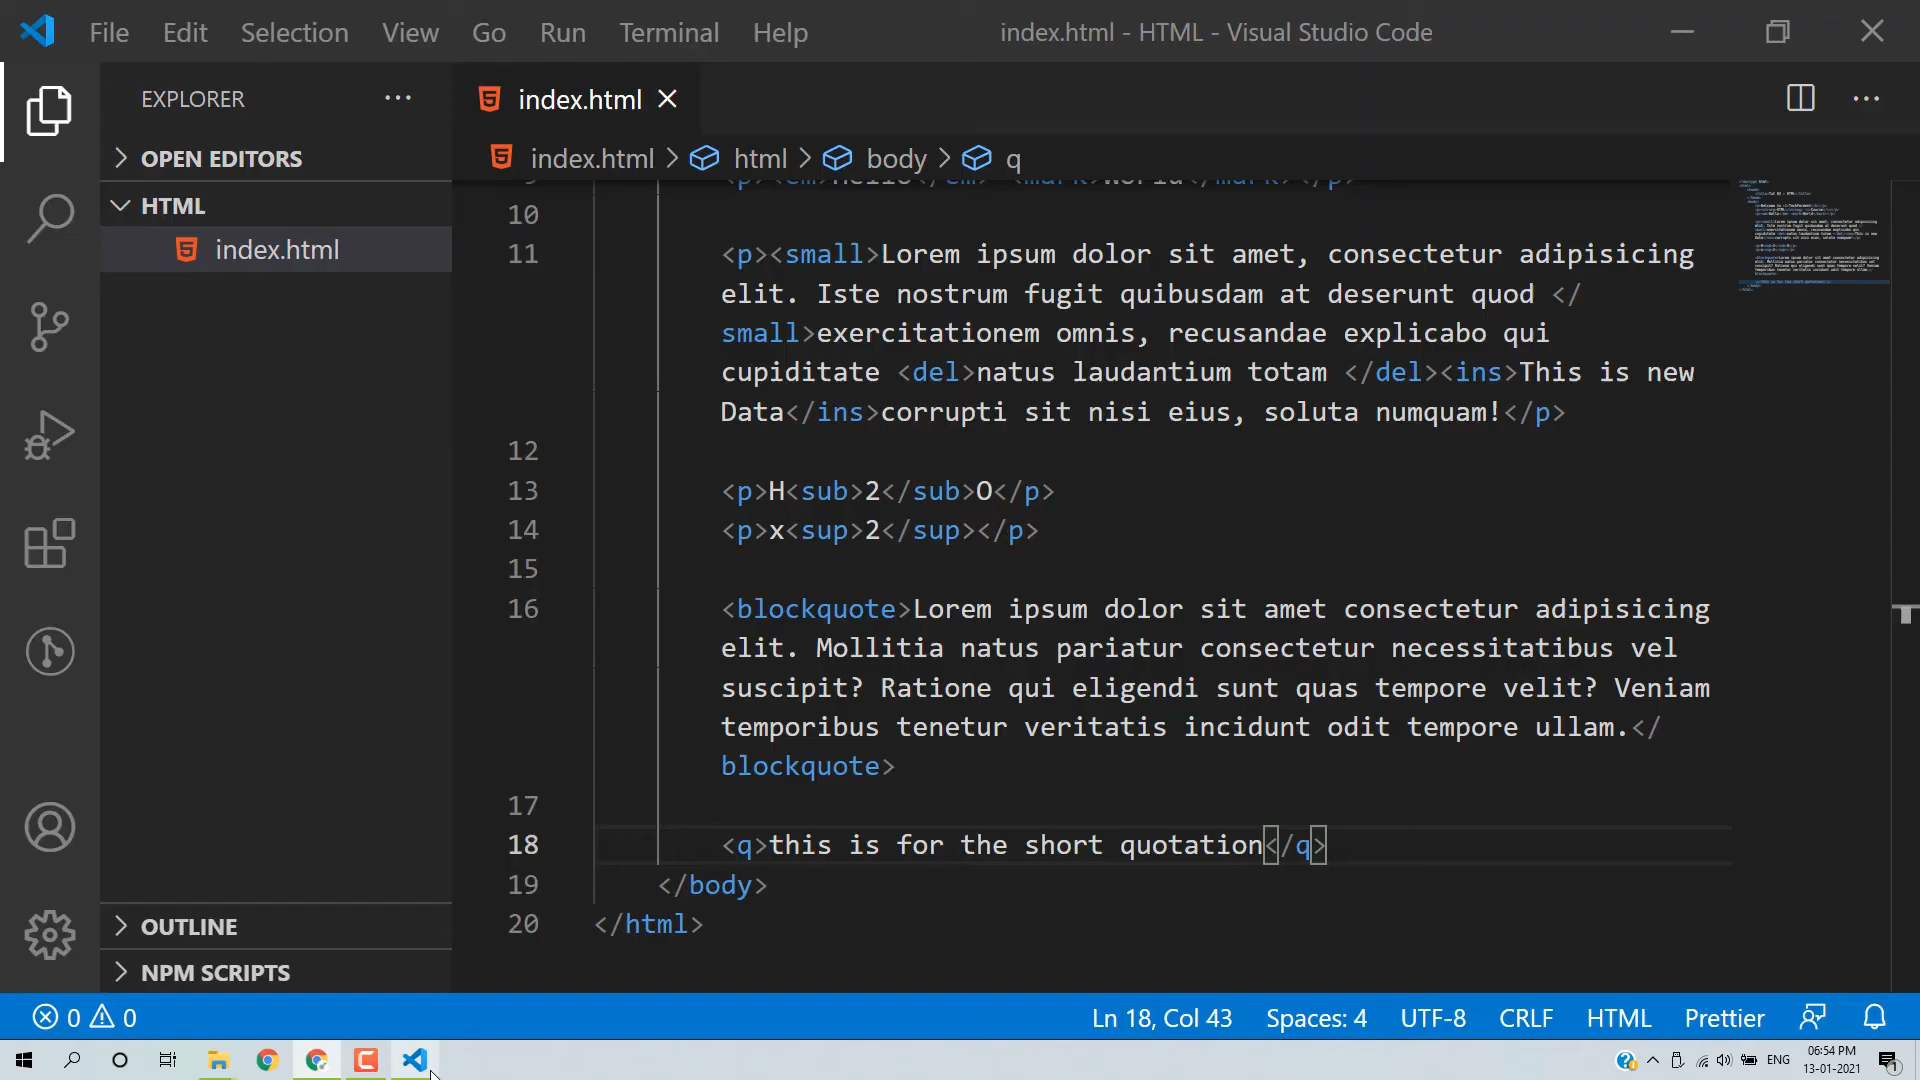 File Edit Selection View Go Run Terminal Help
index.html - HTML - Visual Studio Code
EXPLORER
index.html
OPEN EDITORS
index.html > html > body > q
HTML
index.html
10
11 <p><small>Lorem ipsum dolor sit amet, consectetur adipisicing
elit. Iste nostrum fugit quibusdam at deserunt quod </
small>exercitationem omnis, recusandae explicabo qui
cupiditate <del>natus laudantium totam </del><ins>This is new
Data</ins>corrupti sit nisi eius, soluta numquam!</p>
12
13 <p>H<sub>2</sub>O</p>
14 <p>x<sup>2</sup></p>
15
16 <blockquote>Lorem ipsum dolor sit amet consectetur adipisicing
elit. Mollitia natus pariatur consectetur necessitatibus vel
suscipit? Ratione qui eligendi sunt quas tempore velit? Veniam
temporibus tenetur veritatis incidunt odit tempore ullam.</
blockquote>
17
18 <q>this is for the short quotation</q>
19 </body>
20 </html>
OUTLINE
NPM SCRIPTS
0 0
Ln 18, Col 43 Spaces: 4 UTF-8 CRLF HTML Prettier
ENG
06:54 PM
13-01-2021